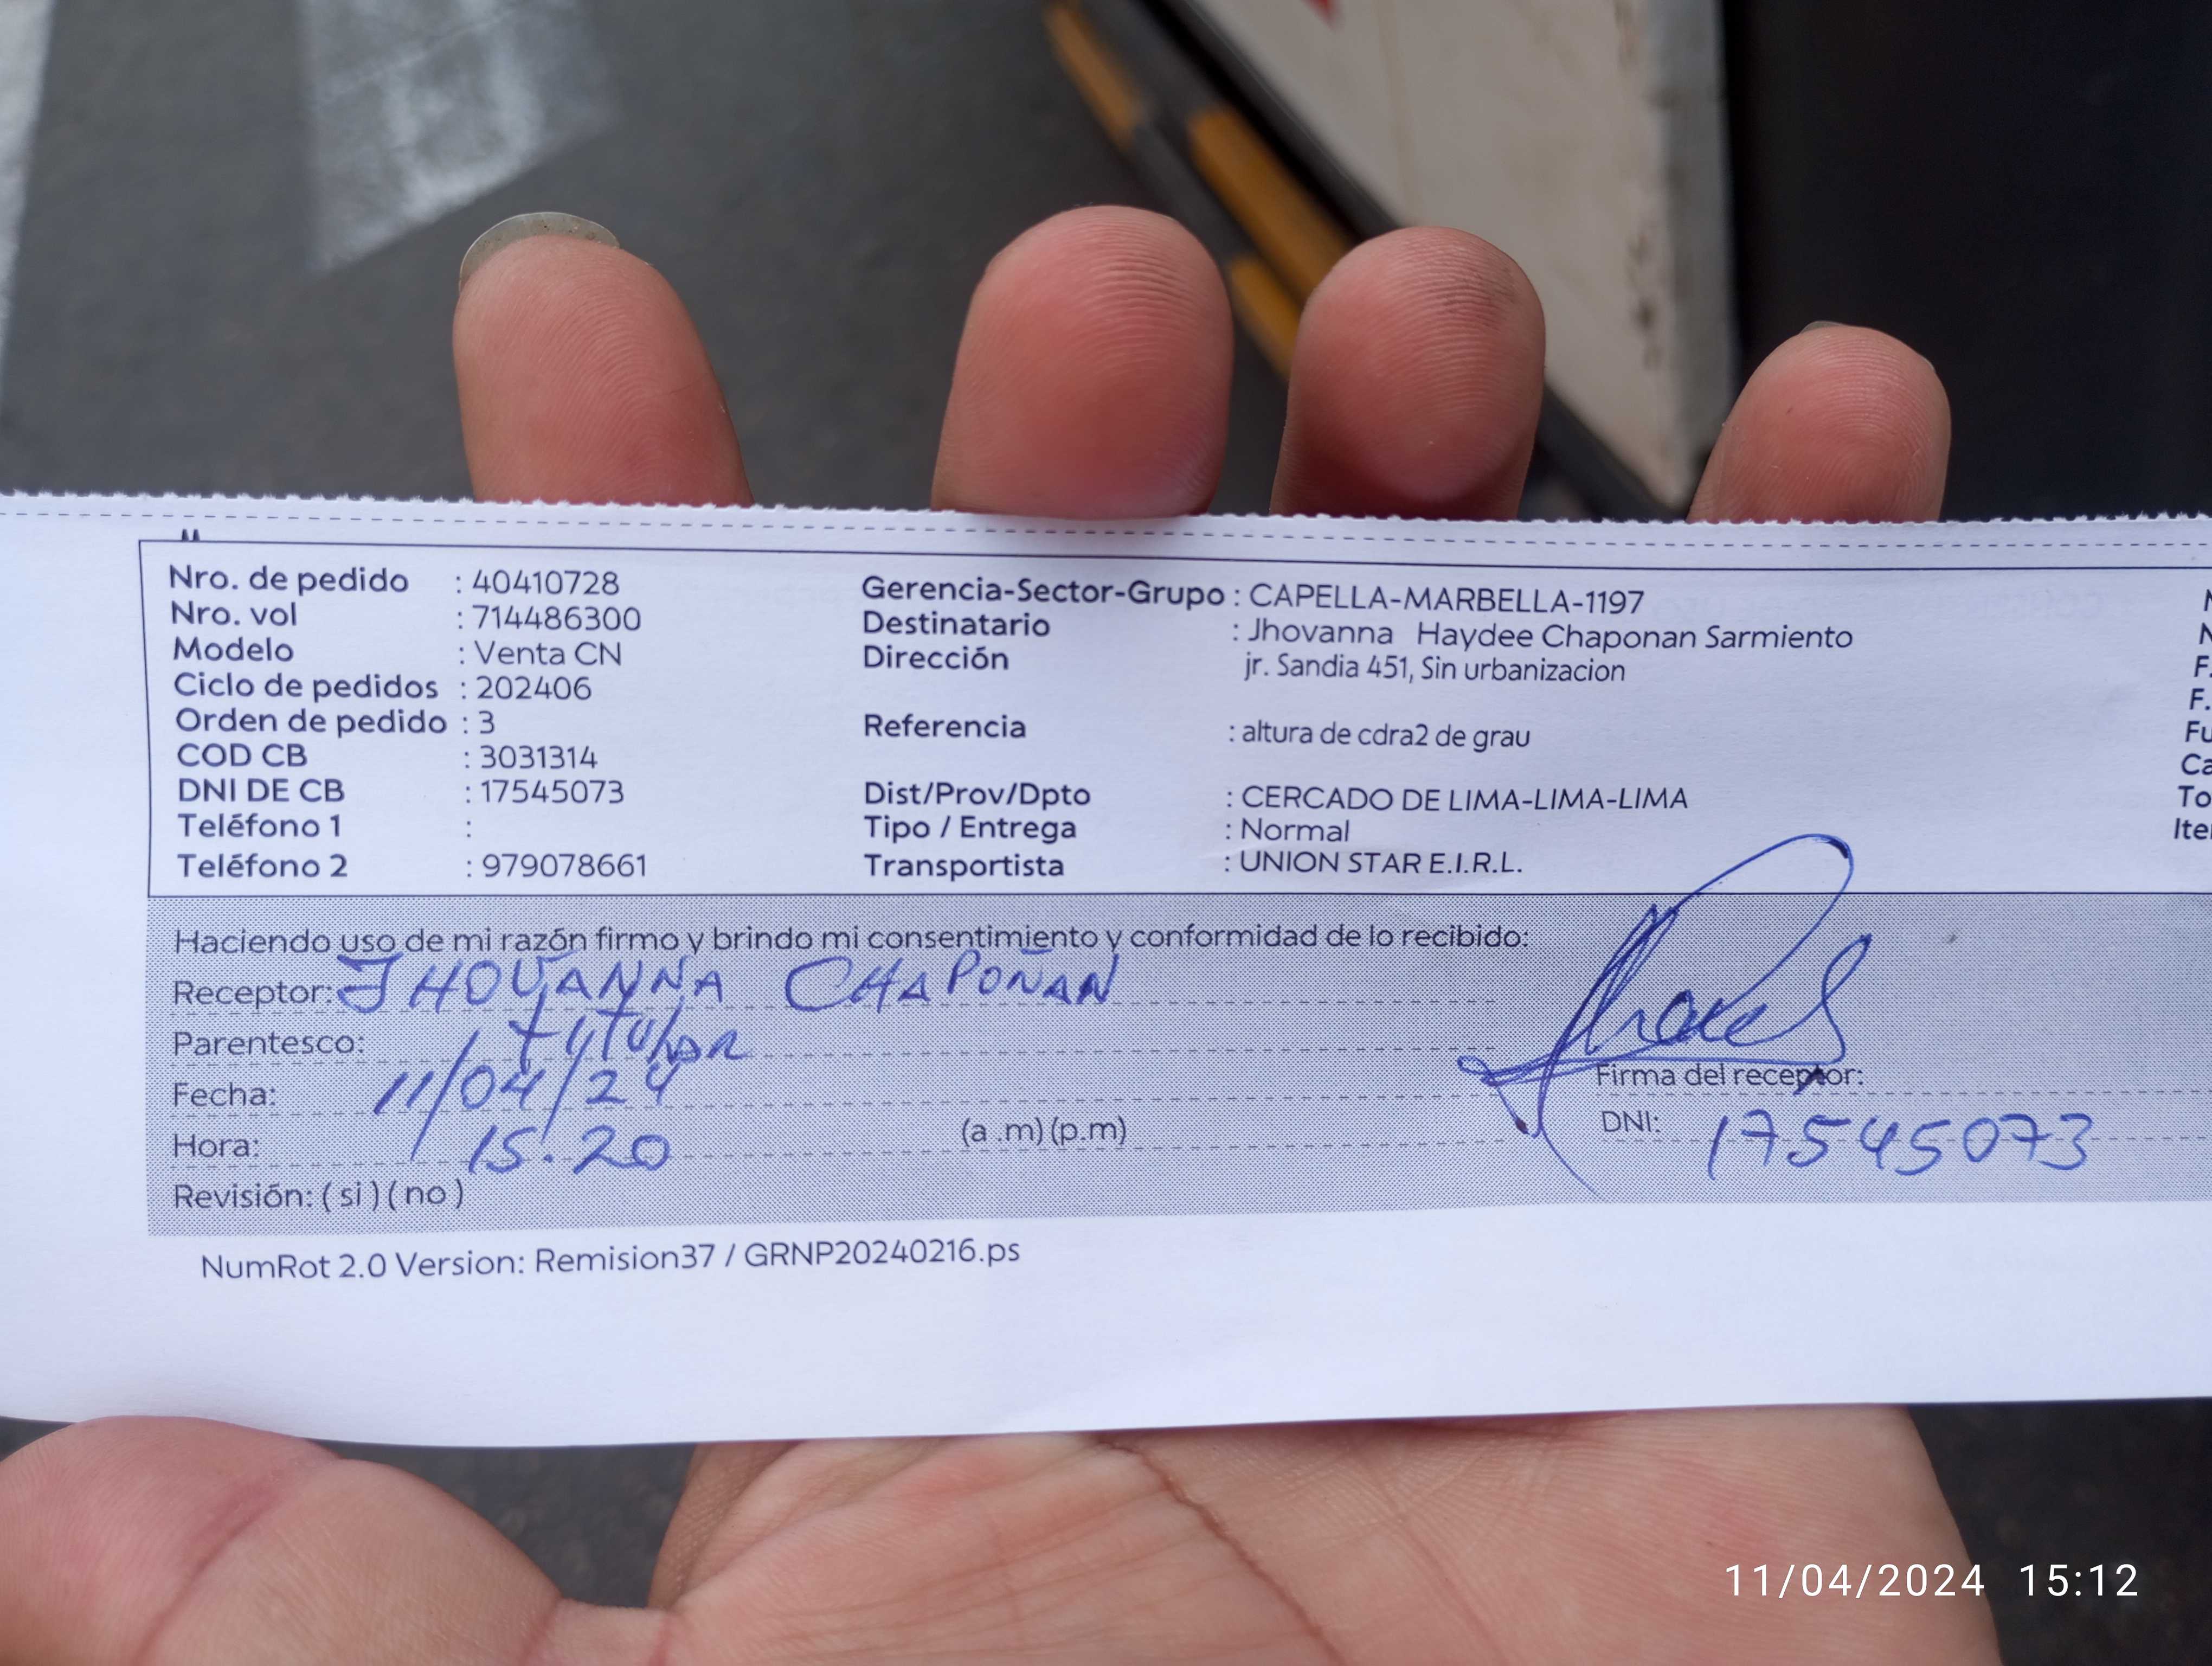 Nro. de pedido : 40410728
Nro. vol : 714486300
Modelo : Venta CN
Ciclo de pedidos : 202406
Orden de pedido : 3
COD CB : 3031314
DNI DE CB : 17545073
Teléfono 1 :
Teléfono 2 : 979078661
Gerencia-Sector-Grupo : CAPELLA-MARBELLA-1197
Destinatario : Jhovanna Haydee Chaponan Sarmiento
Dirección jr. Sandia 451, Sin urbanizacion
Referencia : altura de cdra2 de grau
Dist/Prov/Dpto : CERCADO DE LIMA-LIMA-LIMA
Tipo / Entrega : Normal
Transportista : UNION STAR E.I.R.L.
F.
F.
Fu
Ca
To
Ite
Haciendo uso de mi razón firmo y brindo mi consentimiento y conformidad de lo recibido:
Receptor: JHOVANNA CHAPOÑAN
Parentesco: tytular
Fecha: 11/04/24
Hora: 15.20 (a .m) (p.m)
Revisión: ( si ) ( no )
Firma del receptor:
DNI: 17545073
NumRot 2.0 Version: Remision37 / GRNP20240216.ps
11/04/2024 15:12